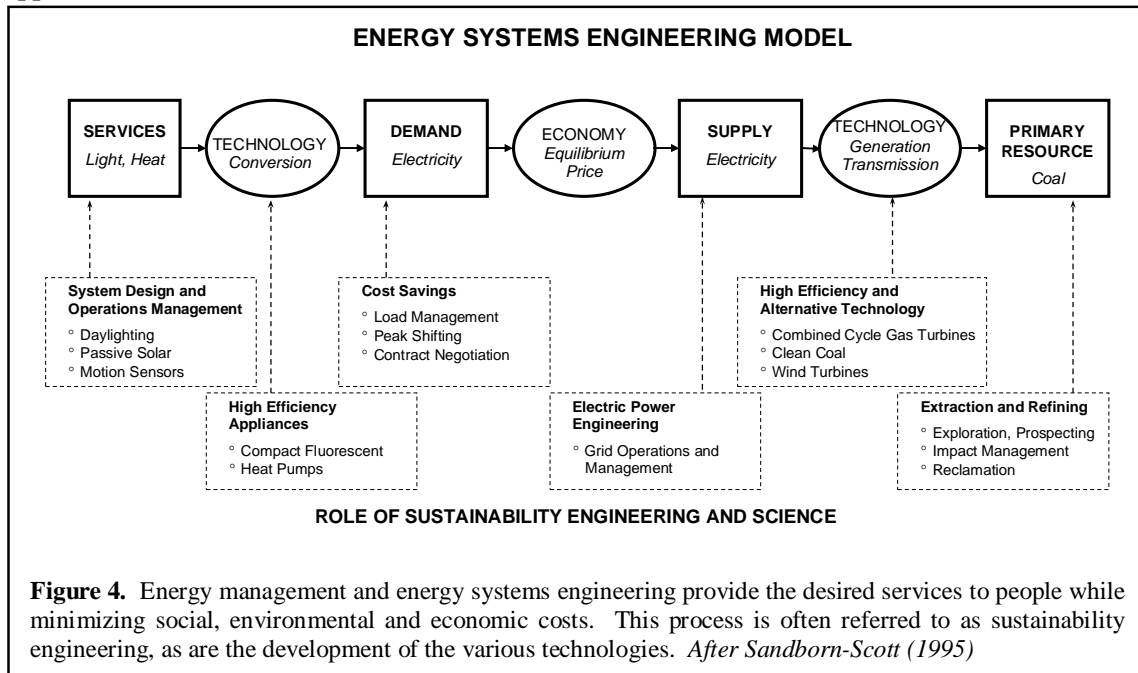 ENERGY SYSTEMS ENGINEERING MODEL
SERVICES
Light, Heat
TECHNOLOGY
Conversion
DEMAND
Electricity
ECONOMY
Equilibrium
Price
SUPPLY
Electricity
TECHNOLOGY
Generation
Transmission
PRIMARY
RESOURCE
Coal
System Design and
Operations Management
° Daylighting
° Passive Solar
° Motion Sensors
High Efficiency
Appliances
° Compact Fluorescent
° Heat Pumps
Cost Savings
° Load Management
° Peak Shifting
° Contract Negotiation
Electric Power
Engineering
° Grid Operations and
Management
High Efficiency and
Alternative Technology
° Combined Cycle Gas Turbines
° Clean Coal
° Wind Turbines
Extraction and Refining
° Exploration, Prospecting
° Impact Management
° Reclamation
ROLE OF SUSTAINABILITY ENGINEERING AND SCIENCE
Figure 4. Energy management and energy systems engineering provide the desired services to people while
minimizing social, environmental and economic costs. This process is often referred to as sustainability
engineering, as are the development of the various technologies. After Sandborn-Scott (1995)